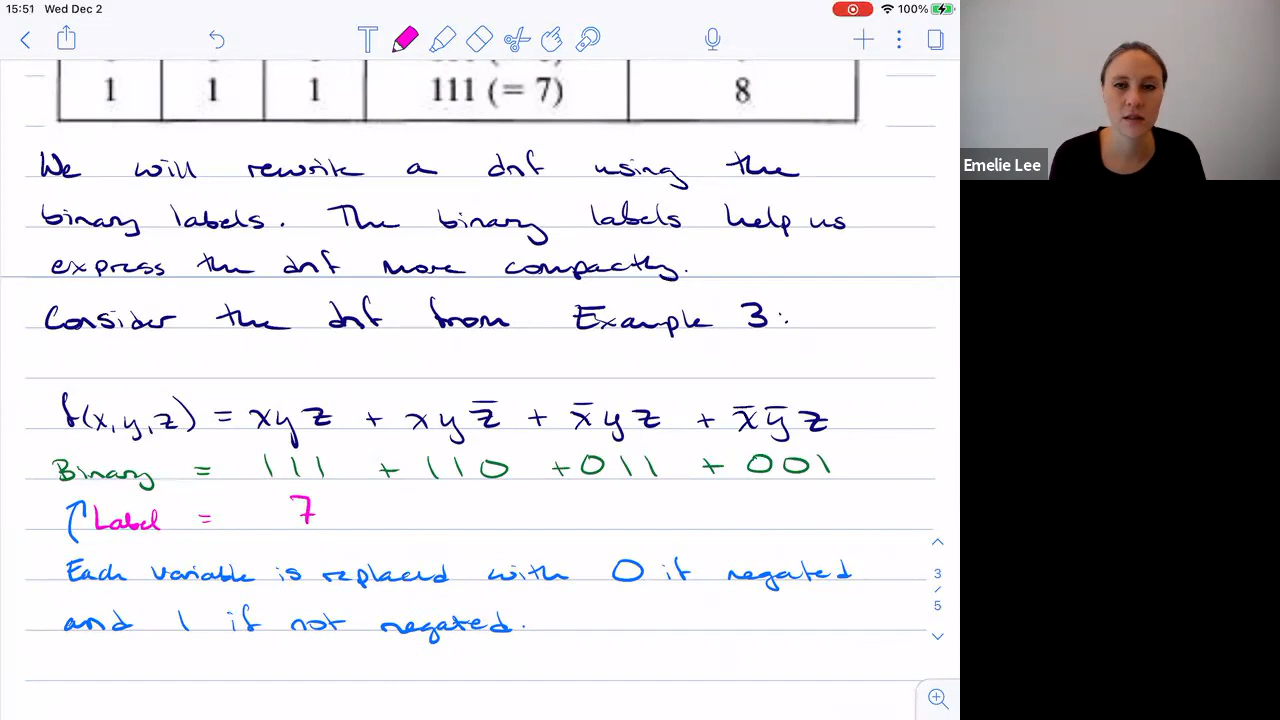 15:51 Wed Dec 2 100%
T
1 1 1 111 (= 7) 8
We will rewrite a dnf using the
binary labels. The binary labels help us
express the dnf more compactly.
Consider the dnf from Example 3:
f(x, y, z) = xyz + xyz̄ + x̄yz + x̄ȳz
Binary = 111 + 110 + 011 + 001
Label = 7
Each variable is replaced with 0 if negated
and 1 if not negated.
3
/
5
Emelie Lee